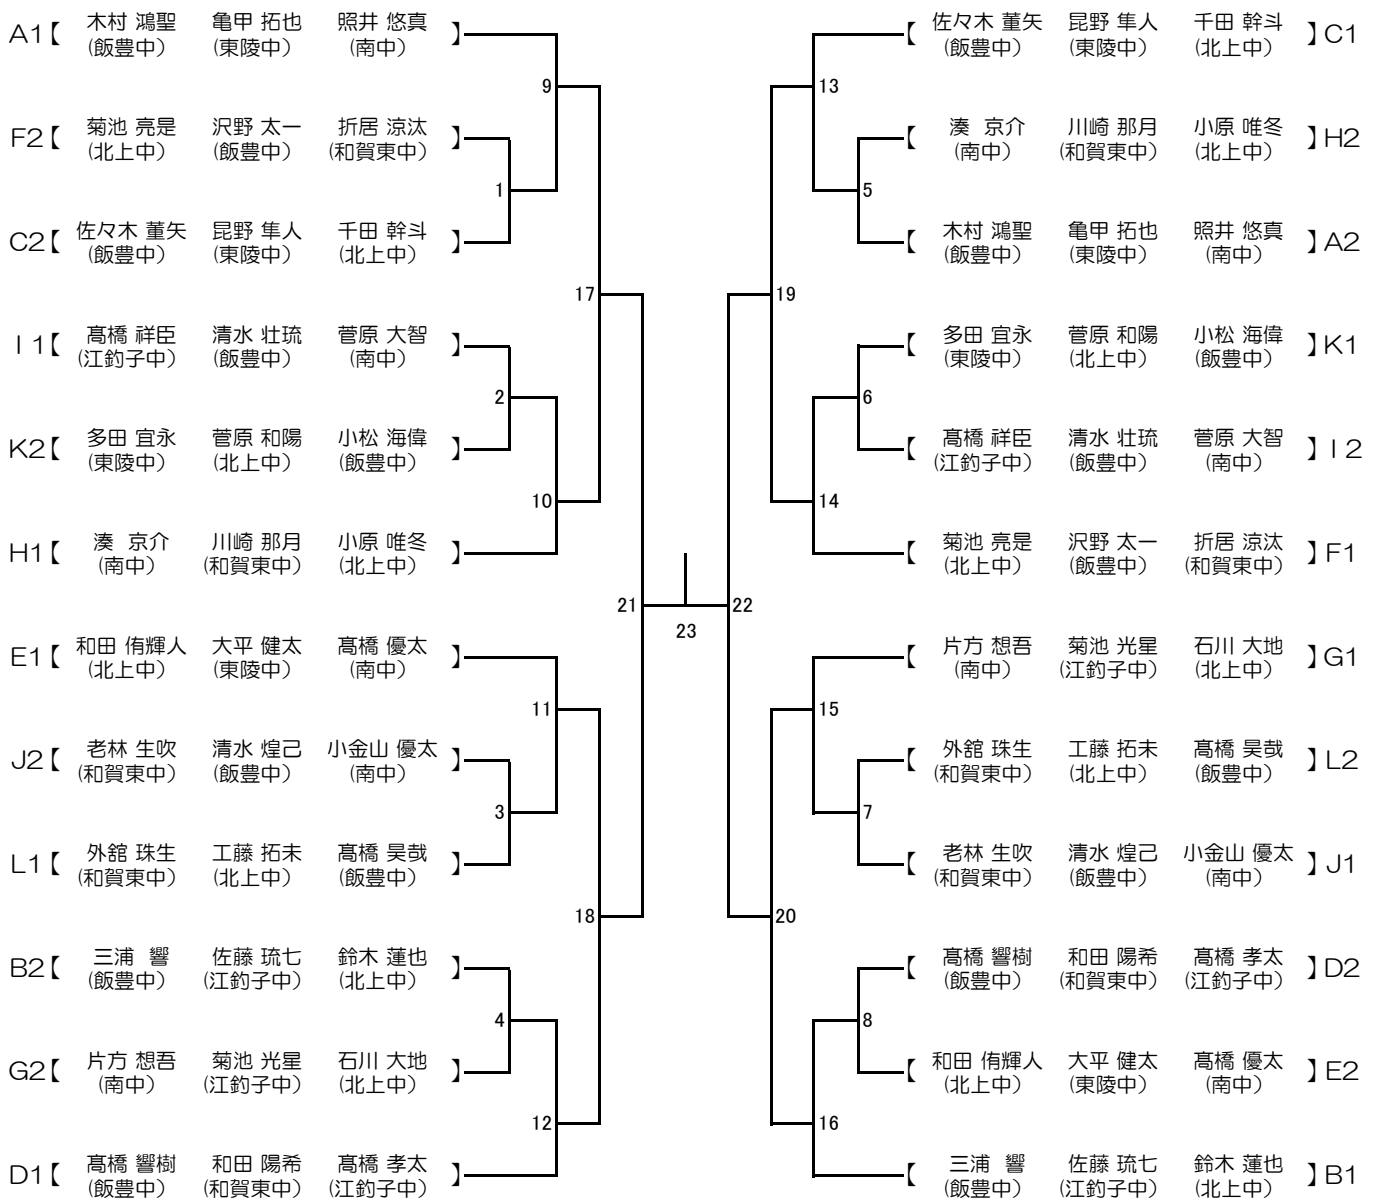 A1【 木村 鴻聖 亀甲 拓也 照井 悠真 】
(飯豊中) (東陵中) (南中)
9
F2【 菊池 亮是 沢野 太一 折居 涼汰 】
(北上中) (飯豊中) (和賀東中)
1
C2【 佐々木 董矢 昆野 隼人 千田 幹斗 】
(飯豊中) (東陵中) (北上中)
17
I1【 髙橋 祥臣 清水 壮琉 菅原 大智 】
(江釣子中) (飯豊中) (南中)
2
K2【 多田 宜永 菅原 和陽 小松 海偉 】
(東陵中) (北上中) (飯豊中)
10
H1【 湊 京介 川崎 那月 小原 唯冬 】
(南中) (和賀東中) (北上中)
21
E1【 和田 侑輝人 大平 健太 髙橋 優太 】
(北上中) (東陵中) (南中)
11
J2【 老林 生吹 清水 煌己 小金山 優太 】
(和賀東中) (飯豊中) (南中)
3
L1【 外舘 珠生 工藤 拓未 髙橋 昊哉 】
(和賀東中) (北上中) (飯豊中)
18
B2【 三浦 響 佐藤 琉七 鈴木 蓮也 】
(飯豊中) (江釣子中) (北上中)
4
G2【 片方 想吾 菊池 光星 石川 大地 】
(南中) (江釣子中) (北上中)
12
D1【 髙橋 響樹 和田 陽希 髙橋 孝太 】
(飯豊中) (和賀東中) (江釣子中)
23
【 佐々木 董矢 昆野 隼人 千田 幹斗 】C1
(飯豊中) (東陵中) (北上中)
13
【 湊 京介 川崎 那月 小原 唯冬 】H2
(南中) (和賀東中) (北上中)
5
【 木村 鴻聖 亀甲 拓也 照井 悠真 】A2
(飯豊中) (東陵中) (南中)
19
【 多田 宜永 菅原 和陽 小松 海偉 】K1
(東陵中) (北上中) (飯豊中)
6
【 髙橋 祥臣 清水 壮琉 菅原 大智 】I2
(江釣子中) (飯豊中) (南中)
14
【 菊池 亮是 沢野 太一 折居 涼汰 】F1
(北上中) (飯豊中) (和賀東中)
22
【 片方 想吾 菊池 光星 石川 大地 】G1
(南中) (江釣子中) (北上中)
15
【 外舘 珠生 工藤 拓未 髙橋 昊哉 】L2
(和賀東中) (北上中) (飯豊中)
7
【 老林 生吹 清水 煌己 小金山 優太 】J1
(和賀東中) (飯豊中) (南中)
20
【 髙橋 響樹 和田 陽希 髙橋 孝太 】D2
(飯豊中) (和賀東中) (江釣子中)
8
【 和田 侑輝人 大平 健太 髙橋 優太 】E2
(北上中) (東陵中) (南中)
16
【 三浦 響 佐藤 琉七 鈴木 蓮也 】B1
(飯豊中) (江釣子中) (北上中)